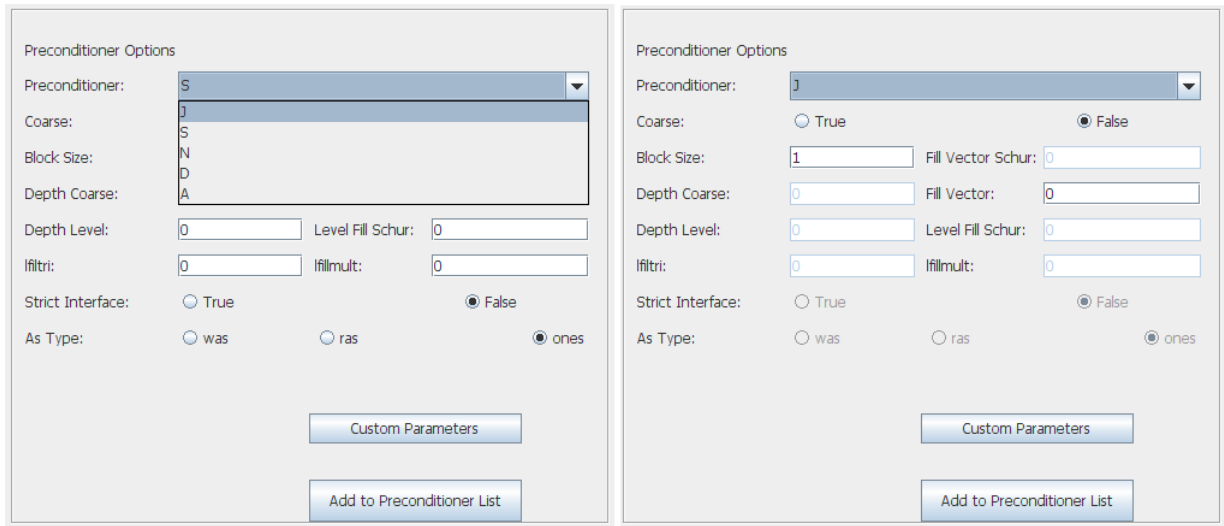 Preconditioner Options
Preconditioner: S
J
Coarse:
S
Block Size: N
D
Depth Coarse: A
Depth Level: 0 Level Fill Schur: 0
lfiltri: 0 lfillmult: 0
Strict Interface: True False
As Type: was ras ones
Custom Parameters
Add to Preconditioner List
Preconditioner Options
Preconditioner: J
Coarse: True False
Block Size: 1 Fill Vector Schur: 0
Depth Coarse: 0 Fill Vector: 0
Depth Level: 0 Level Fill Schur: 0
lfiltri: 0 lfillmult: 0
Strict Interface: True False
As Type: was ras ones
Custom Parameters
Add to Preconditioner List